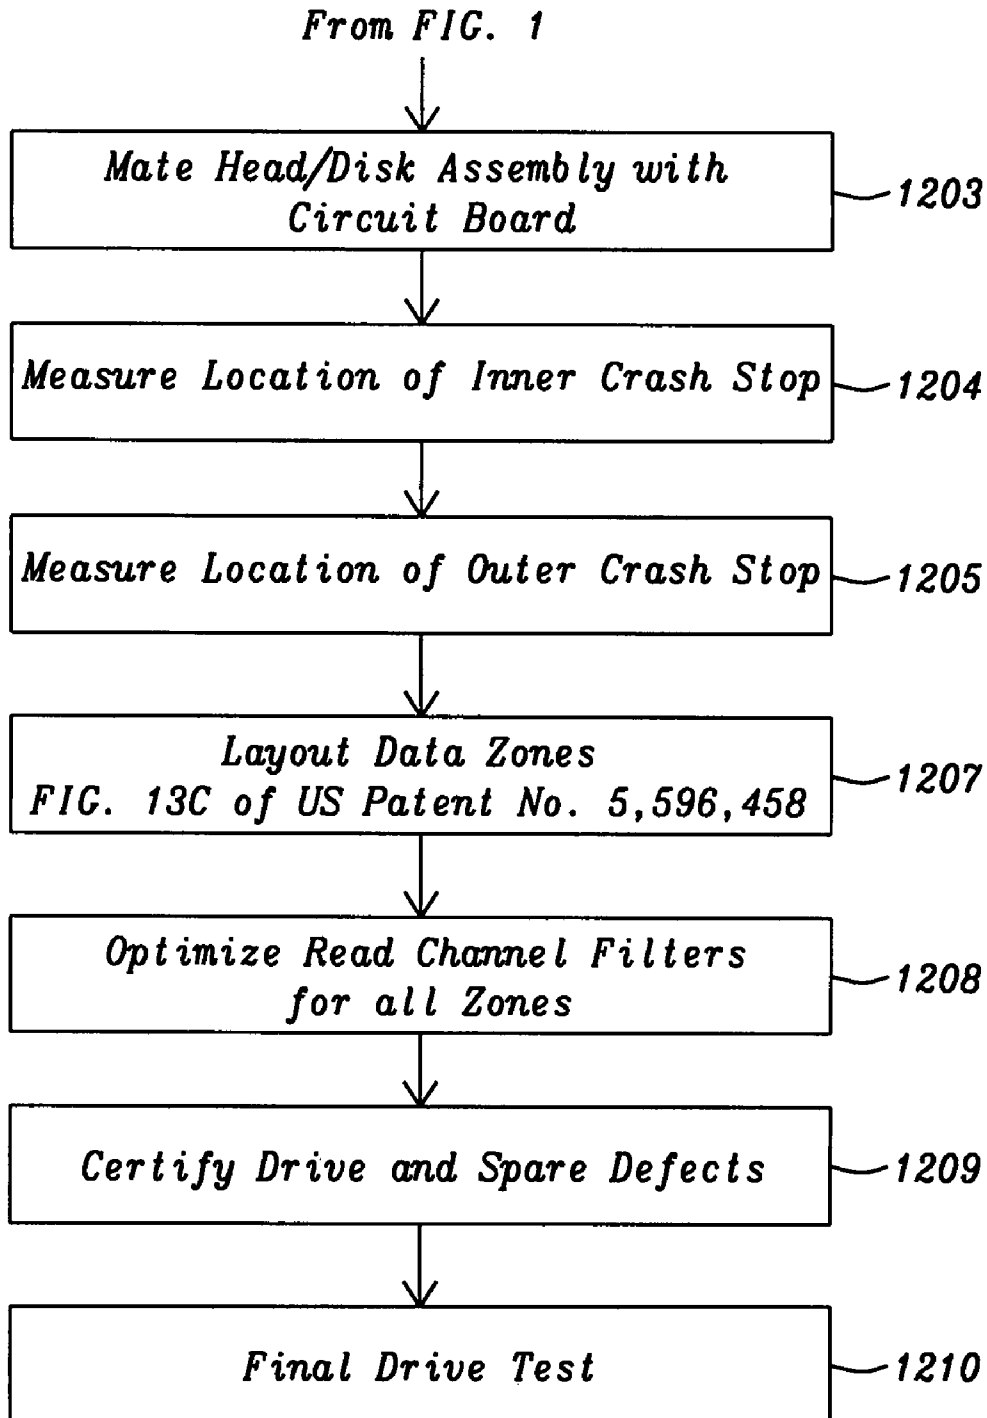 From FIG. 1
Mate Head/Disk Assembly with
Circuit Board
1203
Measure Location of Inner Crash Stop
1204
Measure Location of Outer Crash Stop
1205
Layout Data Zones
FIG. 13C of US Patent No. 5,596,458
1207
Optimize Read Channel Filters
for all Zones
1208
Certify Drive and Spare Defects
1209
Final Drive Test
1210